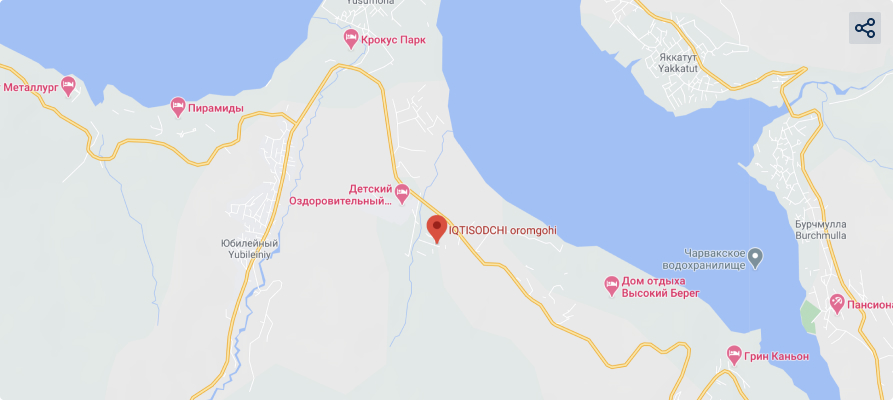 Yusumona
Крокус Парк
Яккатут
Yakkatut
Металлург
Пирамиды
Детский
Оздоровительный...
IQTISODCHI oromgohi
Бурчмулла
Burchmulla
Юбилейный
Yubileiniy
Чарвакское
водохранилище
Дом отдыха
Высокий Берег
Пансиона
Грин Каньон